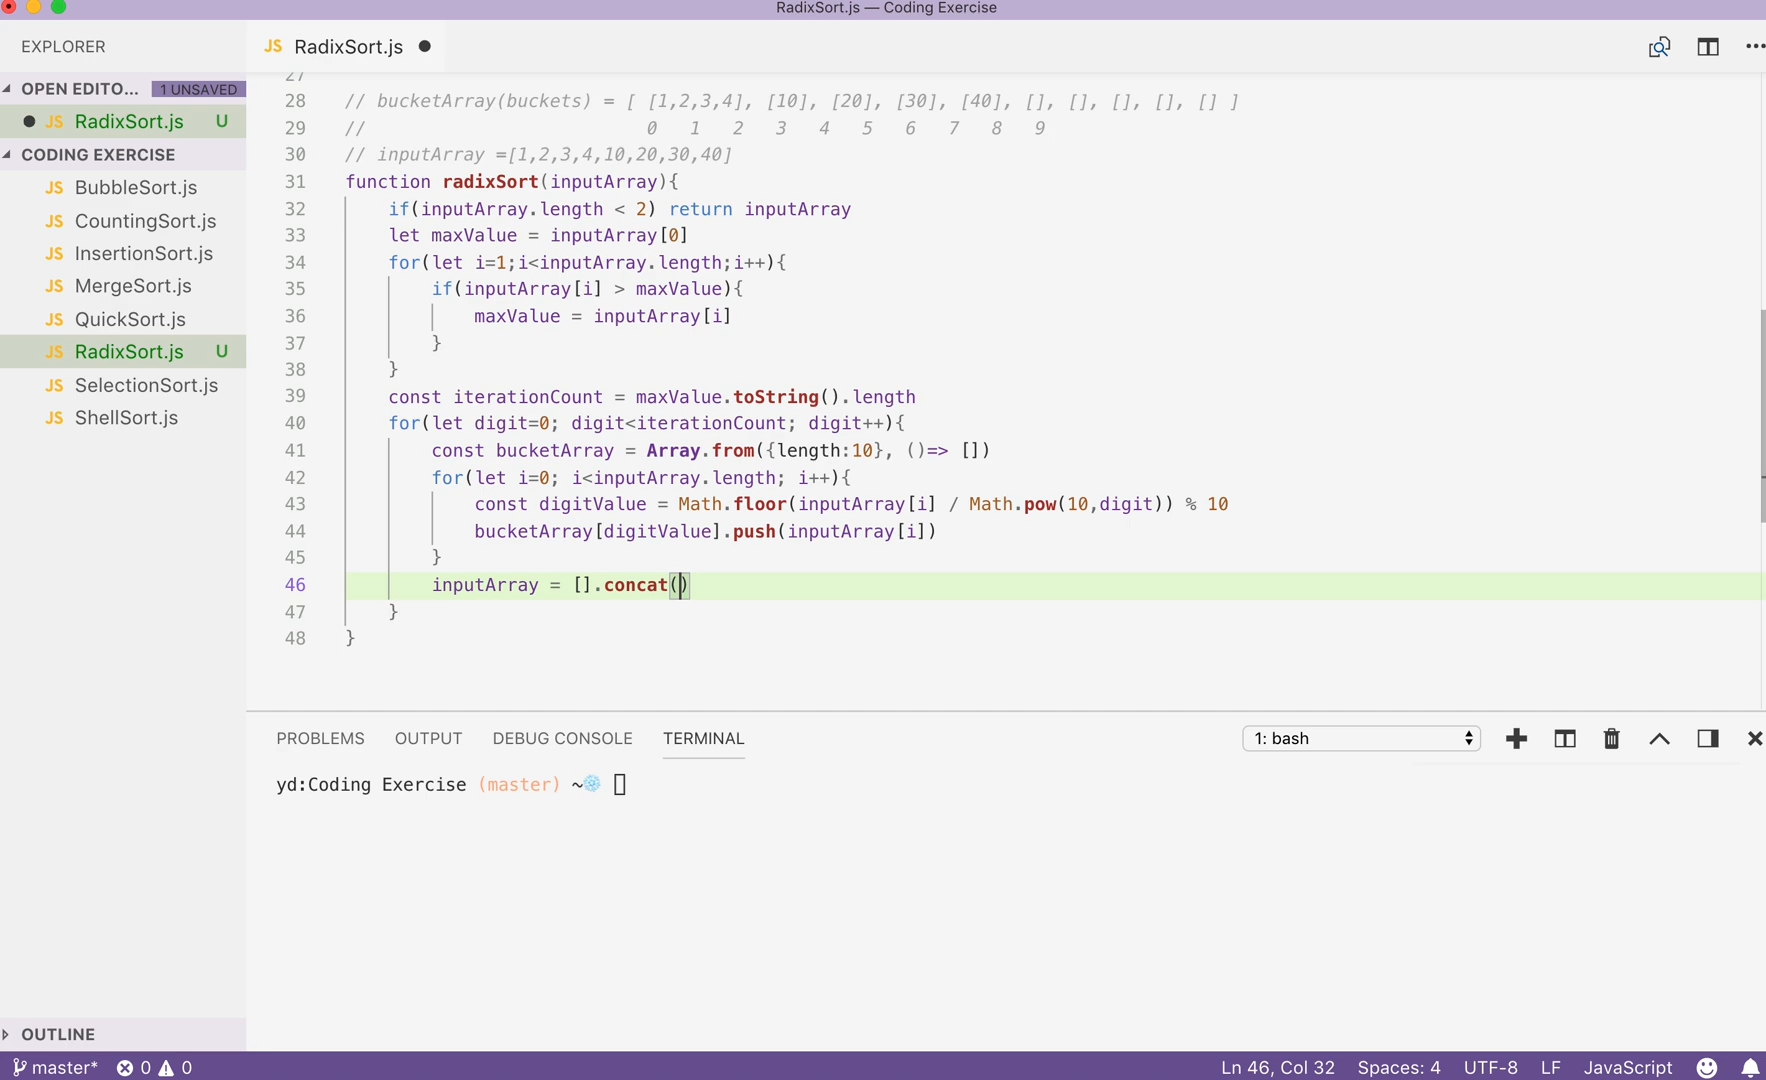 RadixSort.js — Coding Exercise
EXPLORER
JS RadixSort.js
OPEN EDITO... 1 UNSAVED
JS RadixSort.js U
CODING EXERCISE
JS BubbleSort.js
JS CountingSort.js
JS InsertionSort.js
JS MergeSort.js
JS QuickSort.js
JS RadixSort.js U
JS SelectionSort.js
JS ShellSort.js
OUTLINE
27
28 // bucketArray(buckets) = [ [1,2,3,4], [10], [20], [30], [40], [], [], [], [], [] ]
29 // 0 1 2 3 4 5 6 7 8 9
30 // inputArray =[1,2,3,4,10,20,30,40]
31 function radixSort(inputArray){
32 if(inputArray.length < 2) return inputArray
33 let maxValue = inputArray[0]
34 for(let i=1;i<inputArray.length;i++){
35 if(inputArray[i] > maxValue){
36 maxValue = inputArray[i]
37 }
38 }
39 const iterationCount = maxValue.toString().length
40 for(let digit=0; digit<iterationCount; digit++){
41 const bucketArray = Array.from({length:10}, ()=> [])
42 for(let i=0; i<inputArray.length; i++){
43 const digitValue = Math.floor(inputArray[i] / Math.pow(10,digit)) % 10
44 bucketArray[digitValue].push(inputArray[i])
45 }
46 inputArray = [].concat()
47 }
48 }
PROBLEMS OUTPUT DEBUG CONSOLE TERMINAL 1: bash
yd:Coding Exercise (master) ~
master* 0 0 Ln 46, Col 32 Spaces: 4 UTF-8 LF JavaScript